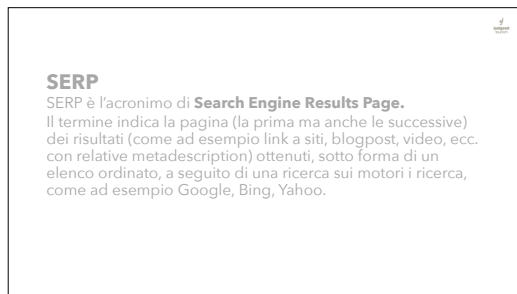 SERP
SERP è l'acronimo di Search Engine Results Page.
Il termine indica la pagina (la prima ma anche le successive)
dei risultati (come ad esempio link a siti, blogpost, video, ecc.
con relative metadescription) ottenuti, sotto forma di un
elenco ordinato, a seguito di una ricerca sui motori i ricerca,
come ad esempio Google, Bing, Yahoo.